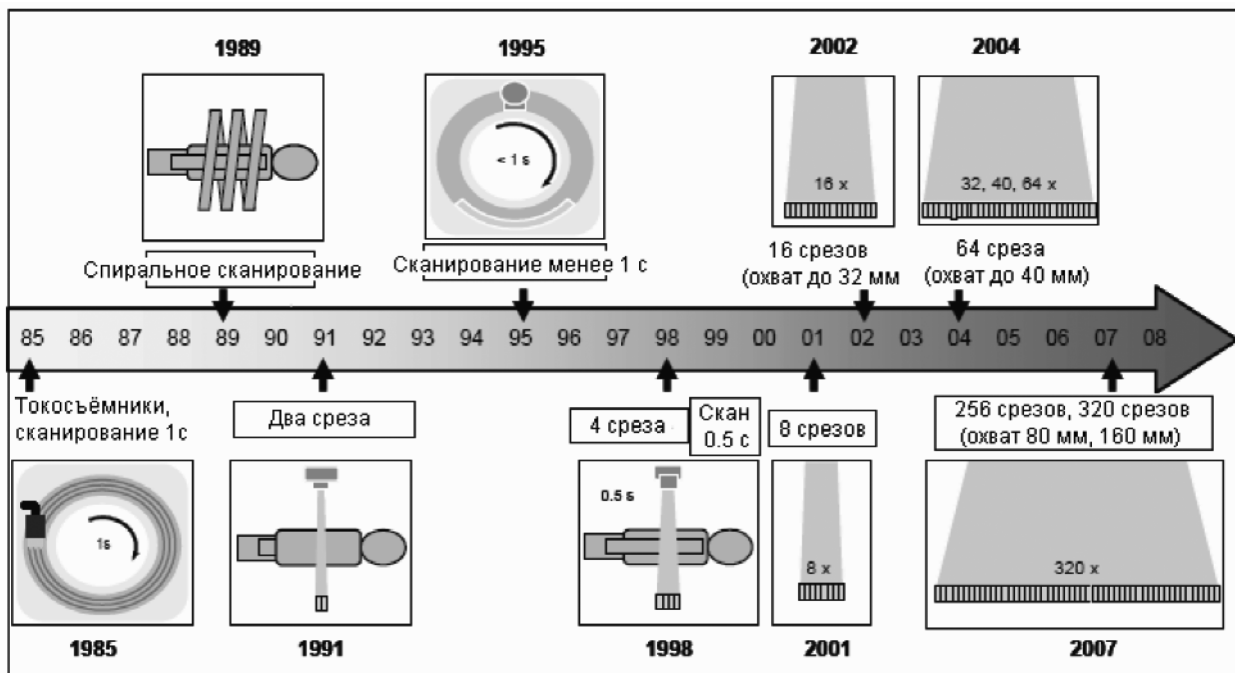 1989
1995
2002
2004
< 1 s
16 x
32, 40, 64 x
Спиральное сканирование
Сканирование менее 1 с
16 срезов
(охват до 32 мм
64 среза
(охват до 40 мм)
85 86 87 88 89 90 91 92 93 94 95 96 97 98 99 00 01 02 03 04 05 06 07 08
Токосъёмники,
сканирование 1с
Два среза
4 среза
Скан
0.5 с
8 срезов
256 срезов, 320 срезов
(охват 80 мм, 160 мм)
1s
0.5 s
8 x
320 x
1985
1991
1998
2001
2007